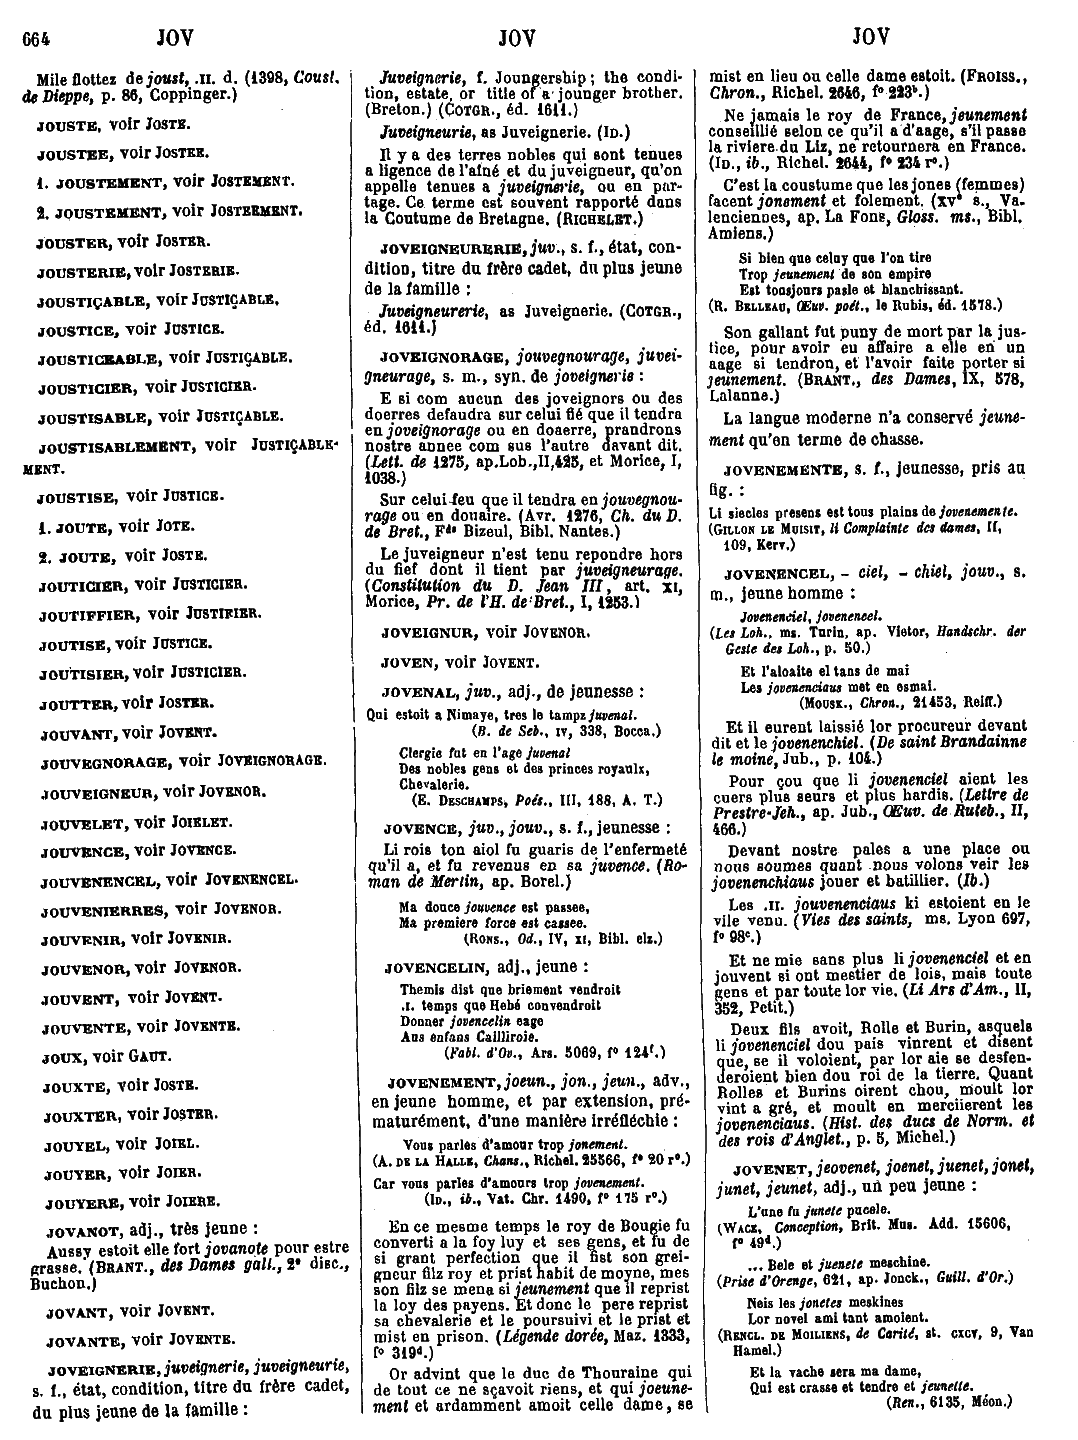 664 JOV JOV JOV
Mile flottez de joust, .II. d. (1398, Coust.
de Dieppe, p. 86, Coppinger.)
JOUSTE, voir JOSTE.
JOUSTEE, voir JOSTEE.
1. JOUSTEMENT, voir JOSTEMENT.
2. JOUSTEMENT, voir JOSTEEMENT.
JOUSTER, voir JOSTER.
JOUSTERIE, voir JOSTERIE.
JOUSTIÇABLE, voir JUSTIÇABLE.
JOUSTICE, voir JUSTICE.
JOUSTICEABLE, voir JUSTIÇABLE.
JOUSTICIER, voir JUSTICIER.
JOUSTISABLE, voir JUSTIÇABLE.
JOUSTISABLEMENT, voir JUSTIÇABLE-
MENT.
JOUSTISE, voir JUSTICE.
1. JOUTE, voir JOTE.
2. JOUTE, voir JOSTE.
JOUTICIER, voir JUSTICIER.
JOUTIFFIER, voir JUSTIFIER.
JOUTISE, voir JUSTICE.
JOUTISIER, voir JUSTICIER.
JOUTTER, voir JOSTER.
JOUVANT, voir JOVENT.
JOUVEGNORAGE, voir JOVEIGNORAGE.
JOUVEIGNEUR, voir JOVENOR.
JOUVELET, voir JOIELET.
JOUVENCE, voir JOVENCE.
JOUVENENCEL, voir JOVENENCEL.
JOUVENIERRES, voir JOVENOR.
JOUVENIR, voir JOVENIR.
JOUVENOR, voir JOVENOR.
JOUVENT, voir JOVENT.
JOUVENTE, voir JOVENTE.
JOUX, voir GAUT.
JOUXTE, voir JOSTE.
JOUXTER, voir JOSTER.
JOUYEL, voir JOIEL.
JOUYER, voir JOIER.
JOUYERE, voir JOIERE.
JOVANOT, adj., très jeune :
Aussy estoit elle fort jovanote pour estre
grasse. (BRANT., des Dames gall., 2e disc.,
Buchon.)
JOVANT, voir JOVENT.
JOVANTE, voir JOVENTE.
JOVEIGNERIE, juveignerie, juveigneurie,
s. f., état, condition, titre du frère cadet,
du plus jeune de la famille :
Juveignerie, f. Joungership; the condi-
tion, estate, or title of a jounger brother.
(Breton.) (COTGR., éd. 1611.)
Juveigneurie, as Juveignerie. (ID.)
Il y a des terres nobles qui sont tenues
a ligence de l'aîné et du juveigneur, qu'on
appelle tenues a juveignerie, ou en par-
tage. Ce terme est souvent rapporté dans
la Coutume de Bretagne. (RICHELET.)
JOVEIGNEURERIE, juv., s. f., état, con-
dition, titre du frère cadet, du plus jeune
de la famille :
Juveigneurerie, as Juveignerie. (COTGR.,
éd. 1611.)
JOVEIGNORAGE, jouvegnourage, juvei-
gneurage, s. m., syn. de joveignerie :
E si com aucun des joveignors ou des
doerres defaudra sur celui fié que il tendra
en joveignorage ou en doaerre, prandrons
nostre annee com sus l'autre davant dit.
(Lett. de 1275, ap.Lob.,II,425, et Morice, I,
1038.)
Sur celui feu que il tendra en jouvegnou-
rage ou en douaire. (Avr. 1276, Ch. du D.
de Bret., Fds Bizeul, Bibl. Nantes.)
Le juveigneur n'est tenu repondre hors
du fief dont il tient par juveigneurage.
(Constitution du D. Jean III, art. XI,
Morice, Pr. de l'H. de Bret., I, 1253.)
JOVEIGNUR, voir JOVENOR.
JOVEN, voir JOVENT.
JOVENAL, juv., adj., de jeunesse :
Qui estoit a Nimaye, tres le tampz juvenal.
(B. de Seb., IV, 338, Bocca.)
Clergie fut en l'age juvenal
Des nobles gens et des princes royaulx,
Chevalerie.
(E. DESCHAMPS, Poés., III, 188, A. T.)
JOVENCE, juv., jouv., s. f., jeunesse :
Li rois ton aiol fu guaris de l'enfermeté
qu'il a, et fu revenus en sa juvence. (Ro-
man de Merlin, ap. Borel.)
Ma douce jouvence est passee,
Ma premiere force est cassee.
(RONS., Od., IV, XI, Bibl. elz.)
JOVENCELIN, adj., jeune :
Themis dist que briement vendroit
.I. temps que Hebé convendroit
Donner jovencelin eage
Aus enfans Callliroie.
(Fabl. d'Ov., Ars. 5069, fo 124f.)
JOVENEMENT, joeun., jon., jeun., adv.,
en jeune homme, et par extension, pré-
maturément, d'une manière irréfléchie :
Vous parles d'amour trop jonement.
(A. DE LA HALLE, Chans., Richel. 25566, fo 20 ro.)
Car vous parles d'amours trop jovenement.
(ID., ib., Vat. Chr. 1490, fo 175 ro.)
En ce mesme temps le roy de Bougie fu
converti a la foy luy et ses gens, et fu de
si grant perfection que il fist son grei-
gneur filz roy et prist habit de moyne, mes
son filz se mena si jeunement que il reprist
la loy des payens. Et donc le pere reprist
sa chevalerie et le poursuivi et le prist et
mist en prison. (Légende dorée, Maz. 1333,
fo 319d.)
Or advint que le duc de Thouraine qui
de tout ce ne sçavoit riens, et qui joeune-
ment et ardamment amoit celle dame, se
mist en lieu ou celle dame estoit. (FROISS.,
Chron., Richel. 2646, fo 223b.)
Ne jamais le roy de France, jeunement
conseillié selon ce qu'il a d'aage, s'il passe
la riviere du Liz, ne retournera en France.
(ID., ib., Richel. 2644, fo 234 ro.)
C'est la coustume que les jones (femmes)
facent jonement et folement. (XVe s., Va-
lenciennes, ap. La Fons, Gloss. ms., Bibl.
Amiens.)
Si bien que celuy que l'on tire
Trop jeunement de son empire
Est tousjours pasle et blanchissant.
(R. BELLEAU, Œuv. poét., le Rubis, éd. 1578.)
Son gallant fut puny de mort par la jus-
tice, pour avoir eu affaire a elle en un
aage si tendron, et l'avoir faite porter si
jeunement. (BRANT., des Dames, IX, 578,
Lalanne.)
La langue moderne n'a conservé jeune-
ment qu'en terme de chasse.
JOVENEMENTE, s. f., jeunesse, pris au
fig. :
Li siecles presens est tous plains de jovenemente.
(GILLON LE MUISIT, li Complainte des dames, II,
109, Kerv.)
JOVENENCEL, - ciel, - chiel, jouv., s.
m., jeune homme :
Jovenenciel, joveneneel.
(Les Loh., ms. Turin, ap. Vietor, Handschr. der
Geste des Loh., p. 50.)
Et l'aloaite el tans de mai
Les jovenenciaus met en esmai.
(MOUSK., Chron., 21453, Reiff.)
Et il eurent laissié lor procureur devant
dit et le jovenenchiel. (De saint Brandainne
le moine, Jub., p. 104.)
Pour çou que li jovenenciel aient les
cuers plus seurs et plus hardis. (Lettre de
Prestre-Jeh., ap. Jub., Œuv. de Ruteb., II,
466.)
Devant nostre pales a une place ou
nous soumes quant nous volons veir les
jovenenchiaus jouer et batillier. (Ib.)
Les .II. jouvenenciaus ki estoient en le
vile venu. (Vies des saints, ms. Lyon 697,
fo 98c.)
Et ne mie sans plus li jovenenciel et en
jouvent si ont mestier de lois, mais toute
gens et par toute lor vie. (Li Ars d'Am., II,
352, Petit.)
Deux fils avoit, Rolle et Burin, asquels
li jovenenciel dou pais vinrent et disent
que, se il voloient, par lor aie se desfen-
deroient bien dou roi de la tierre. Quant
Rolles et Burins oirent chou, moult lor
vint a gré, et moult en merciierent les
jovenenciaus. (Hist. des ducs de Norm. et
des rois d'Anglet., p. 5, Michel.)
JOVENET, jeovenet, joenet, juenet, jonet,
junet, jeunet, adj., un peu jeune :
L'une fu junete pucele.
(WACE, Conception, Brit. Mus. Add. 15606,
fo 49d.)
... Bele et juenete meschine.
(Prise d'Orenge, 621, ap. Jonck., Guill. d'Or.)
Neis les jonetes meskines
Lor novel ami tant amolent.
(RENCL. DE MOILIENS, de Carité, st. CXCV, 9, Van
Hamel.)
Et la vache sera ma dame,
Qui est crasse et tendre et jeunette.
(Ren., 6135, Méon.)